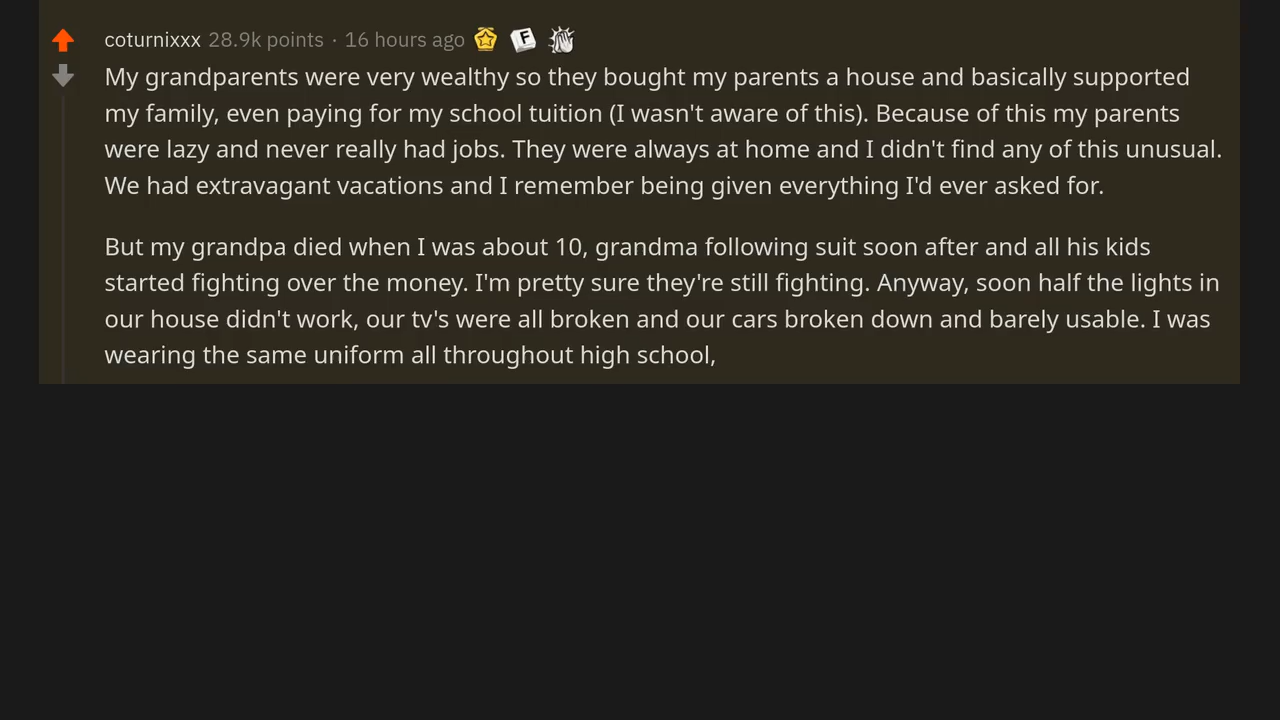 coturnixxx 28.9k points · 16 hours ago F
My grandparents were very wealthy so they bought my parents a house and basically supported
my family, even paying for my school tuition (I wasn't aware of this). Because of this my parents
were lazy and never really had jobs. They were always at home and I didn't find any of this unusual.
We had extravagant vacations and I remember being given everything I'd ever asked for.
But my grandpa died when I was about 10, grandma following suit soon after and all his kids
started fighting over the money. I'm pretty sure they're still fighting. Anyway, soon half the lights in
our house didn't work, our tv's were all broken and our cars broken down and barely usable. I was
wearing the same uniform all throughout high school,